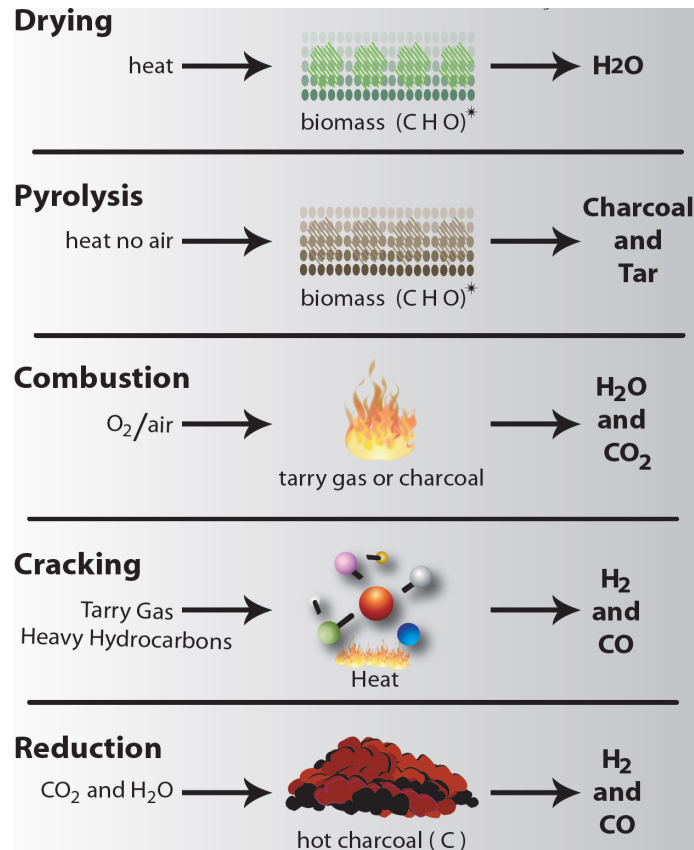 Drying
heat
H2O
biomass (C H O)*
Pyrolysis
heat no air
Charcoal
and
Tar
biomass (C H O)*
Combustion
O₂/air
H₂O
and
CO₂
tarry gas or charcoal
Cracking
Tarry Gas
Heavy Hydrocarbons
H₂
and
CO
Heat
Reduction
CO₂ and H₂O
H₂
and
CO
hot charcoal ( C )